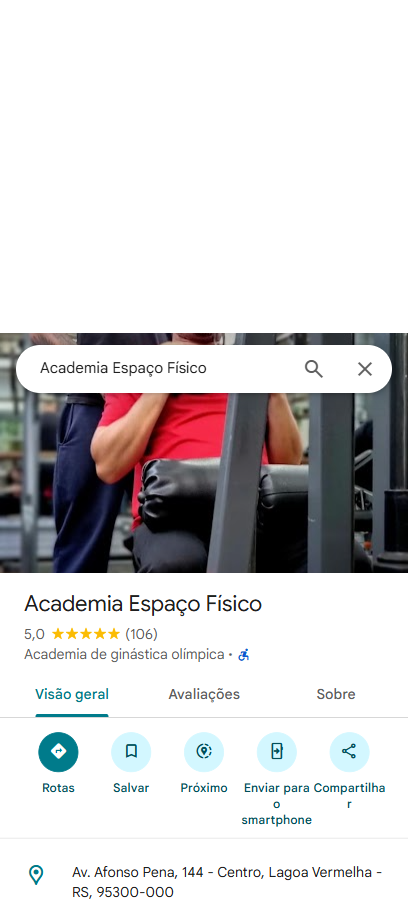 Academia Espaço Físico
Academia Espaço Físico
5,0 (106)
Academia de ginástica olímpica ·
Visão geral Avaliações Sobre
Rotas Salvar Próximo Enviar para o smartphone Compartilhar
Av. Afonso Pena, 144 - Centro, Lagoa Vermelha -
RS, 95300-000